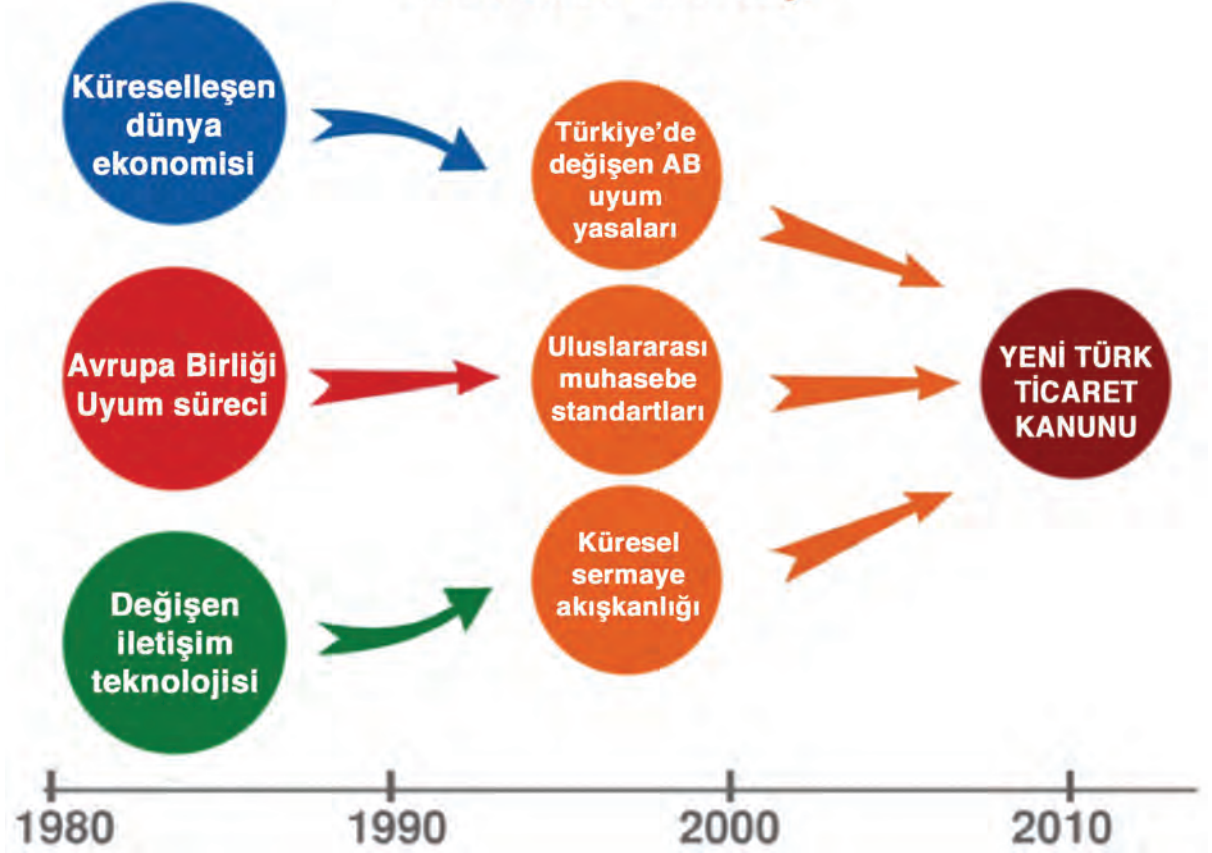 Küreselleşen
dünya
ekonomisi
Türkiye’de
değişen AB
uyum
yasaları
Avrupa Birliği
Uyum süreci
Uluslararası
muhasebe
standartları
YENİ TÜRK
TİCARET
KANUNU
Değişen
iletişim
teknolojisi
Küresel
sermaye
akışkanlığı
1980
1990
2000
2010